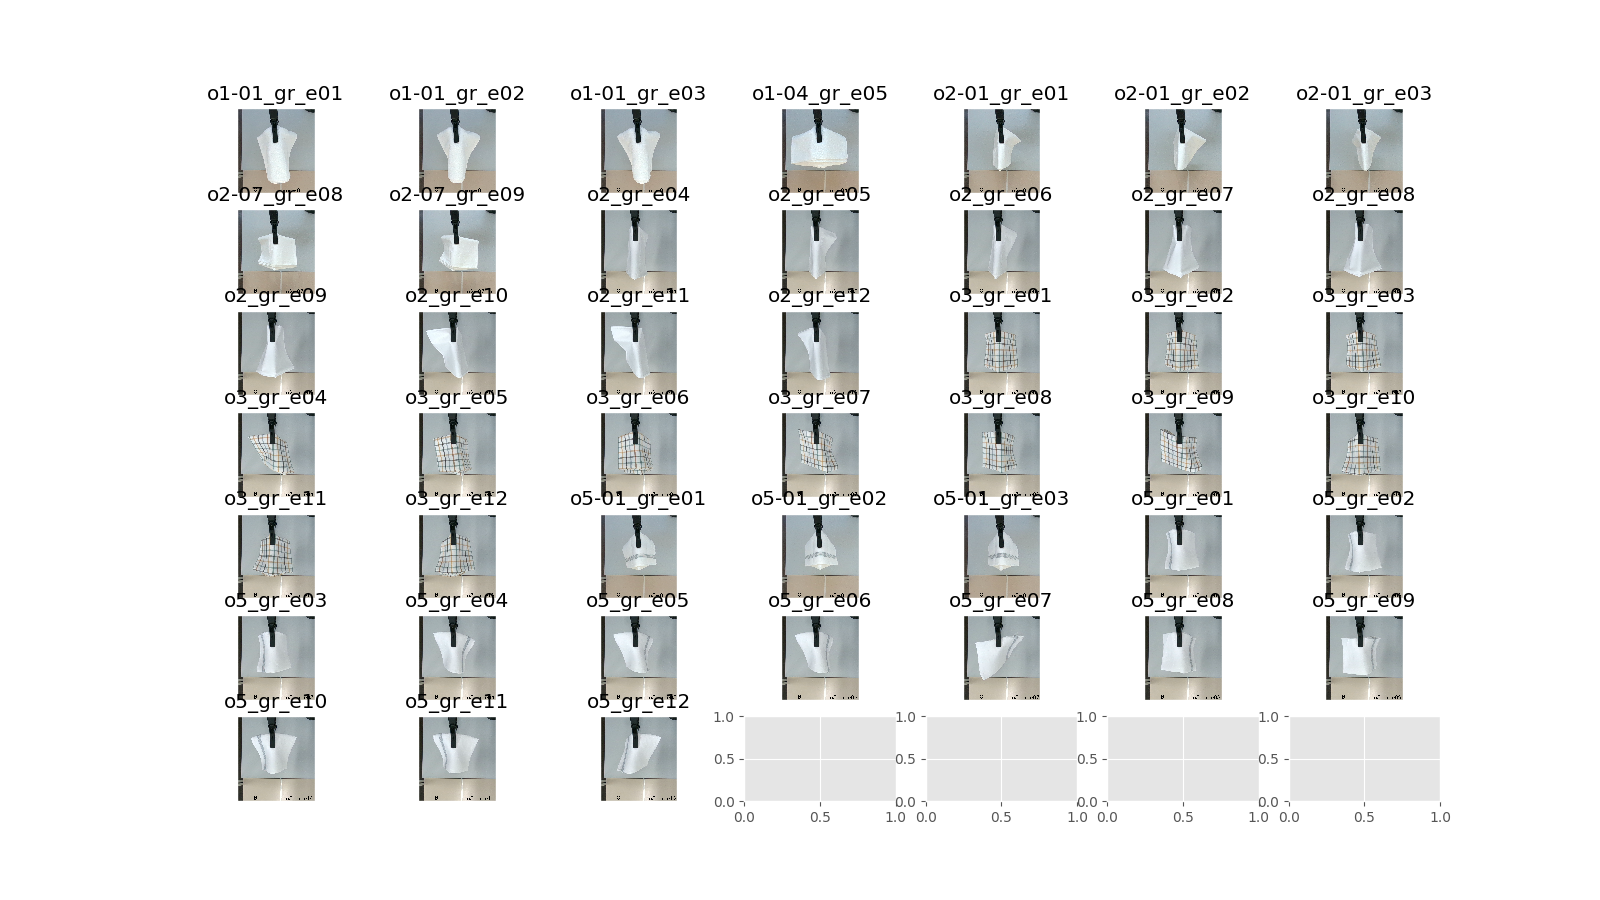 o1-01_gr_e01 o1-01_gr_e02 o1-01_gr_e03 o1-04_gr_e05 o2-01_gr_e01 o2-01_gr_e02 o2-01_gr_e03
o2-07_gr_e08 o2-07_gr_e09 o2_gr_e04 o2_gr_e05 o2_gr_e06 o2_gr_e07 o2_gr_e08
o2_gr_e09 o2_gr_e10 o2_gr_e11 o2_gr_e12 o3_gr_e01 o3_gr_e02 o3_gr_e03
o3_gr_e04 o3_gr_e05 o3_gr_e06 o3_gr_e07 o3_gr_e08 o3_gr_e09 o3_gr_e10
o3_gr_e11 o3_gr_e12 o5-01_gr_e01 o5-01_gr_e02 o5-01_gr_e03 o5_gr_e01 o5_gr_e02
o5_gr_e03 o5_gr_e04 o5_gr_e05 o5_gr_e06 o5_gr_e07 o5_gr_e08 o5_gr_e09
o5_gr_e10 o5_gr_e11 o5_gr_e12
1.0 1.0 1.0 1.0
0.5 0.5 0.5 0.5
0.0 0.0 0.0 0.0
0.0 0.5 1.0 0.0 0.5 1.0 0.0 0.5 1.0 0.0 0.5 1.0